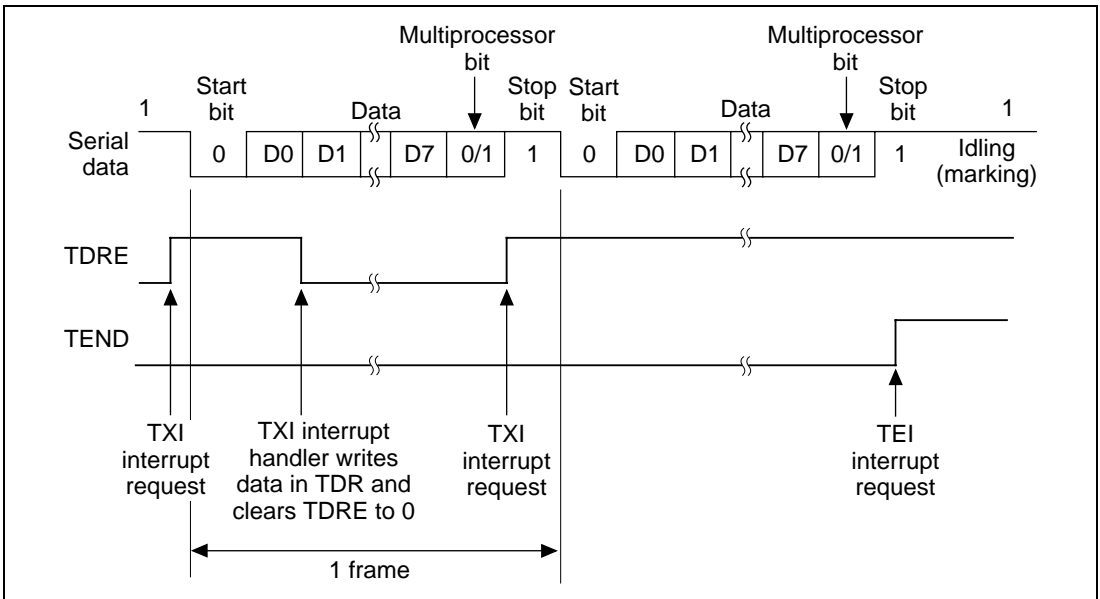 Multiprocessor
bit
Multiprocessor
bit
1
Start
bit
Data
Stop
bit
Start
bit
Data
Stop
bit
1
Serial
data
0 D0 D1 D7 0/1 1 0 D0 D1 D7 0/1 1
Idling
(marking)
TDRE
TEND
TXI
interrupt
request
TXI interrupt
handler writes
data in TDR and
clears TDRE to 0
TXI
interrupt
request
TEI
interrupt
request
1 frame